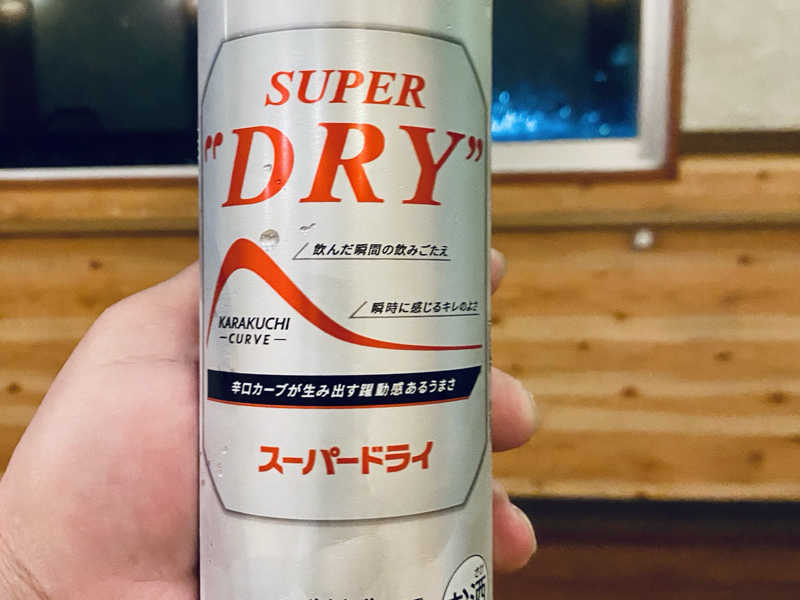 SUPER
"DRY"
飲んだ瞬間の飲みごたえ
瞬時に感じるキレのよさ
KARAKUCHI
CURVE
辛口カーブが生み出す躍動感あるうまさ
スーパードライ
お酒